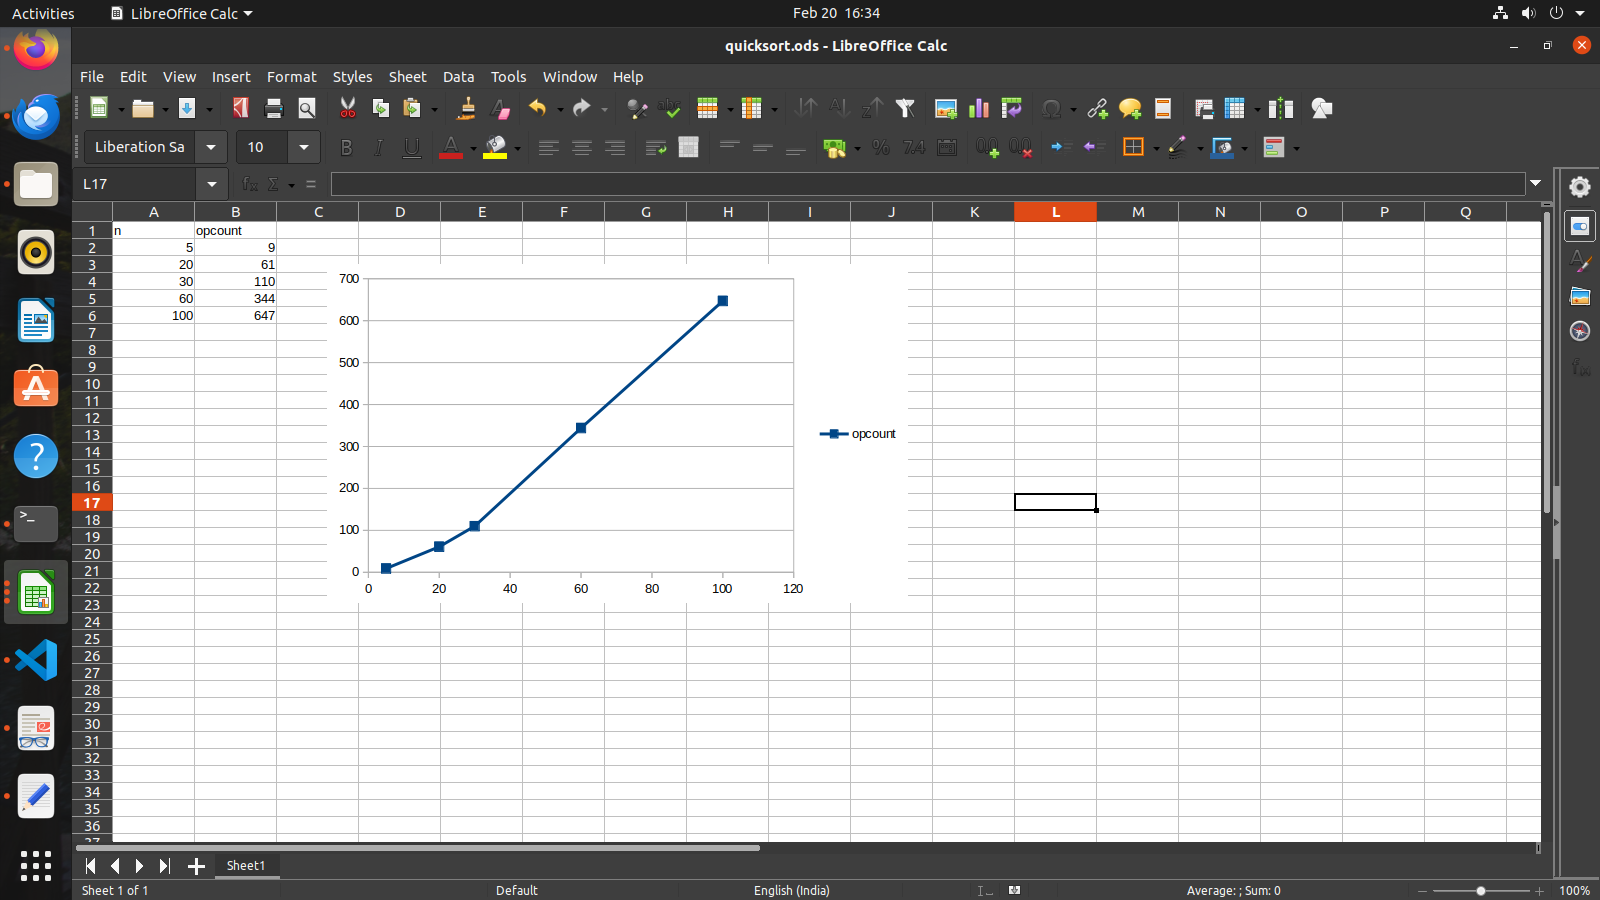 Activities
LibreOffice Calc
Feb 20 16:34
quicksort.ods - LibreOffice Calc
File Edit View Insert Format Styles Sheet Data Tools Window Help
Liberation Sa
10
L17
A B C D E F G H I J K L M N O P Q
1 n opcount
2 5 9
3 20 61
4 30 110
5 60 344
6 100 647
7
8
9
10
11
12
13
14
15
16
17
18
19
20
21
22
23
24
25
26
27
28
29
30
31
32
33
34
35
36
37
700
600
500
400
300
200
100
0
0 20 40 60 80 100 120
opcount
Sheet1
Sheet 1 of 1
Default
English (India)
Average: ; Sum: 0
100%